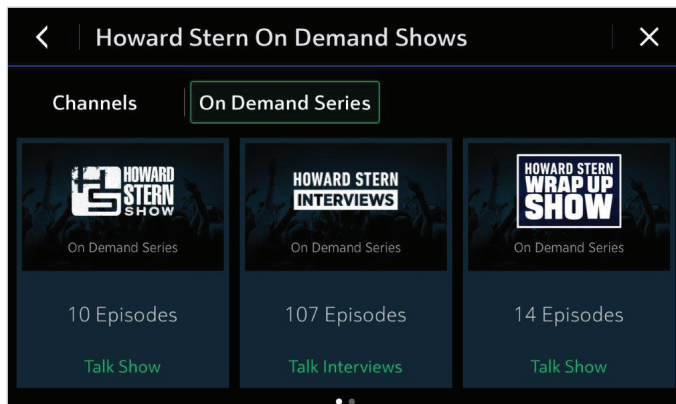 Howard Stern On Demand Shows
Channels
On Demand Series
HOWARD
STERN
SHOW
On Demand Series
10 Episodes
Talk Show
HOWARD STERN
INTERVIEWS
On Demand Series
107 Episodes
Talk Interviews
HOWARD STERN
WRAP UP
SHOW
On Demand Series
14 Episodes
Talk Show